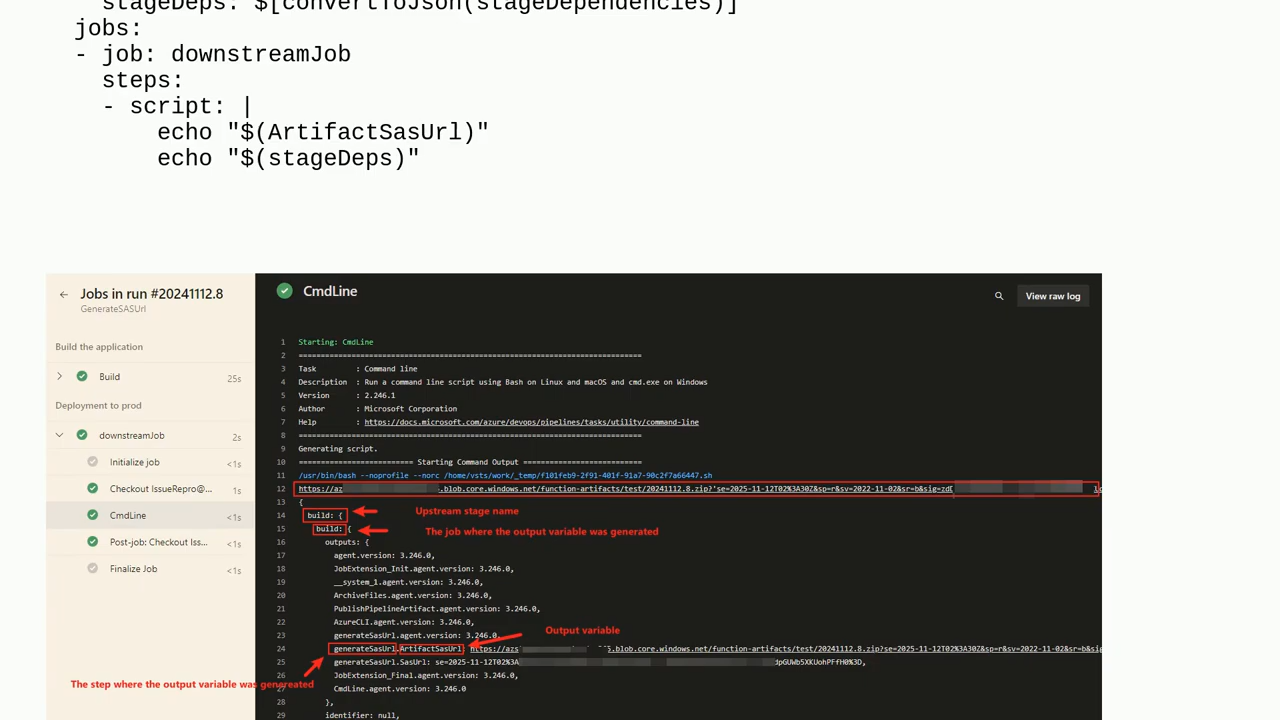 stageDeps: $[convertToJson(stageDependencies)]
jobs:
- job: downstreamJob
steps:
- script: |
echo "$(ArtifactSasUrl)"
echo "$(stageDeps)"
Jobs in run #20241112.8
GenerateSASUrl
Build the application
Build 25s
Deployment to prod
downstreamJob 2s
Initialize job <1s
Checkout IssueRepro@... 1s
CmdLine <1s
Post-job: Checkout Iss... <1s
Finalize Job <1s
CmdLine
View raw log
1 Starting: CmdLine
2 ==============================================================================
3 Task : Command line
4 Description : Run a command line script using Bash on Linux and macOS and cmd.exe on Windows
5 Version : 2.246.1
6 Author : Microsoft Corporation
7 Help : https://docs.microsoft.com/azure/devops/pipelines/tasks/utility/command-line
8 ==============================================================================
9 Generating script.
10 ========================== Starting Command Output ===========================
11 /usr/bin/bash --noprofile --norc /home/vsts/work/_temp/f101feb9-2f91-401f-91a7-90c2f7a66447.sh
12 https://az .blob.core.windows.net/function-artifacts/test/20241112.8.zip?'se=2025-11-12T02%3A30Z&sp=r&sv=2022-11-02&sr=b&sig=zd
13 {
14 build: { Upstream stage name
15 build: { The job where the output variable was generated
16 outputs: {
17 agent.version: 3.246.0,
18 JobExtension_Init.agent.version: 3.246.0,
19 __system_1.agent.version: 3.246.0,
20 ArchiveFiles.agent.version: 3.246.0,
21 PublishPipelineArtifact.agent.version: 3.246.0,
22 AzureCLI.agent.version: 3.246.0,
23 generateSasUrl.agent.version: 3.246.0,
Output variable
24 generateSasUrl.ArtifactSasUrl: https://azs 5.blob.core.windows.net/function-artifacts/test/20241112.8.zip?se=2025-11-12T02%3A30Z&sp=r&sv=2022-11-02&sr=b&sig
25 generateSasUrl.SasUrl: se=2025-11-12T02%3A dpGUWb5XKUohPFfH0%3D,
26 JobExtension_Final.agent.version: 3.246.0,
The step where the output variable was genereated
27 CmdLine.agent.version: 3.246.0
28 },
29 identifier: null,